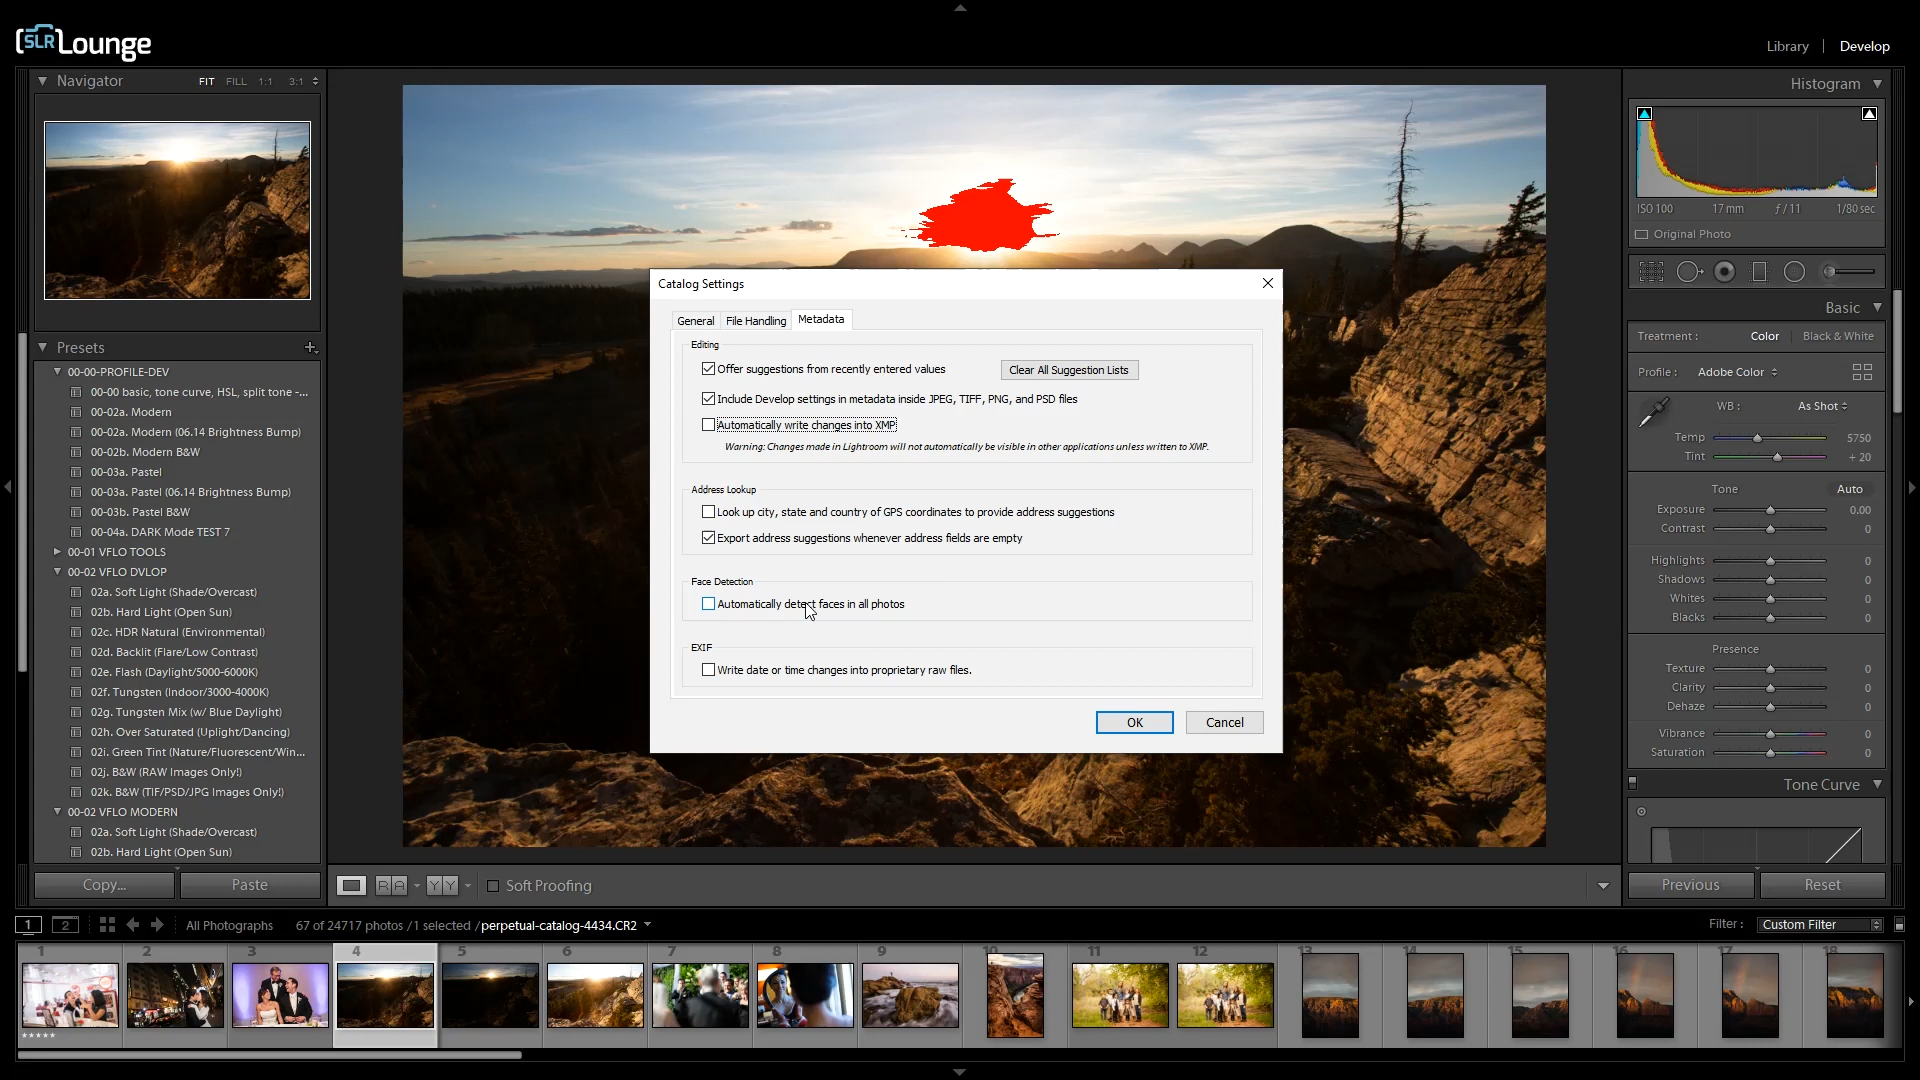 SLR Lounge
Library | Develop
Navigator FIT FILL 1:1 3:1
Presets +
00-00-PROFILE-DEV
00-00 basic, tone curve, HSL, split tone -...
00-02a. Modern
00-02a. Modern (06.14 Brightness Bump)
00-02b. Modern B&W
00-03a. Pastel
00-03a. Pastel (06.14 Brightness Bump)
00-03b. Pastel B&W
00-04a. DARK Mode TEST 7
00-01 VFLO TOOLS
00-02 VFLO DVLOP
02a. Soft Light (Shade/Overcast)
02b. Hard Light (Open Sun)
02c. HDR Natural (Environmental)
02d. Backlit (Flare/Low Contrast)
02e. Flash (Daylight/5000-6000K)
02f. Tungsten (Indoor/3000-4000K)
02g. Tungsten Mix (w/ Blue Daylight)
02h. Over Saturated (Uplight/Dancing)
02i. Green Tint (Nature/Fluorescent/Win...
02j. B&W (RAW Images Only!)
02k. B&W (TIF/PSD/JPG Images Only!)
00-02 VFLO MODERN
02a. Soft Light (Shade/Overcast)
02b. Hard Light (Open Sun)
Copy... Paste
Catalog Settings
General File Handling Metadata
Editing
Offer suggestions from recently entered values Clear All Suggestion Lists
Include Develop settings in metadata inside JPEG, TIFF, PNG, and PSD files
Automatically write changes into XMP
Warning: Changes made in Lightroom will not automatically be visible in other applications unless written to XMP.
Address Lookup
Look up city, state and country of GPS coordinates to provide address suggestions
Export address suggestions whenever address fields are empty
Face Detection
Automatically detect faces in all photos
EXIF
Write date or time changes into proprietary raw files.
OK Cancel
Histogram
ISO 100 17 mm ƒ / 11 1/80 sec
Original Photo
Basic
Treatment : Color Black & White
Profile : Adobe Color
WB : As Shot
Temp 5750
Tint + 20
Tone Auto
Exposure 0.00
Contrast 0
Highlights 0
Shadows 0
Whites 0
Blacks 0
Presence
Texture 0
Clarity 0
Dehaze 0
Vibrance 0
Saturation 0
Tone Curve
Previous Reset
R A Y Y Soft Proofing
1 2 All Photographs 67 of 24717 photos / 1 selected / perpetual-catalog-4434.CR2 Filter : Custom Filter
1 2 3 4 5 6 7 8 9 10 11 12 13 14 15 16 17 18